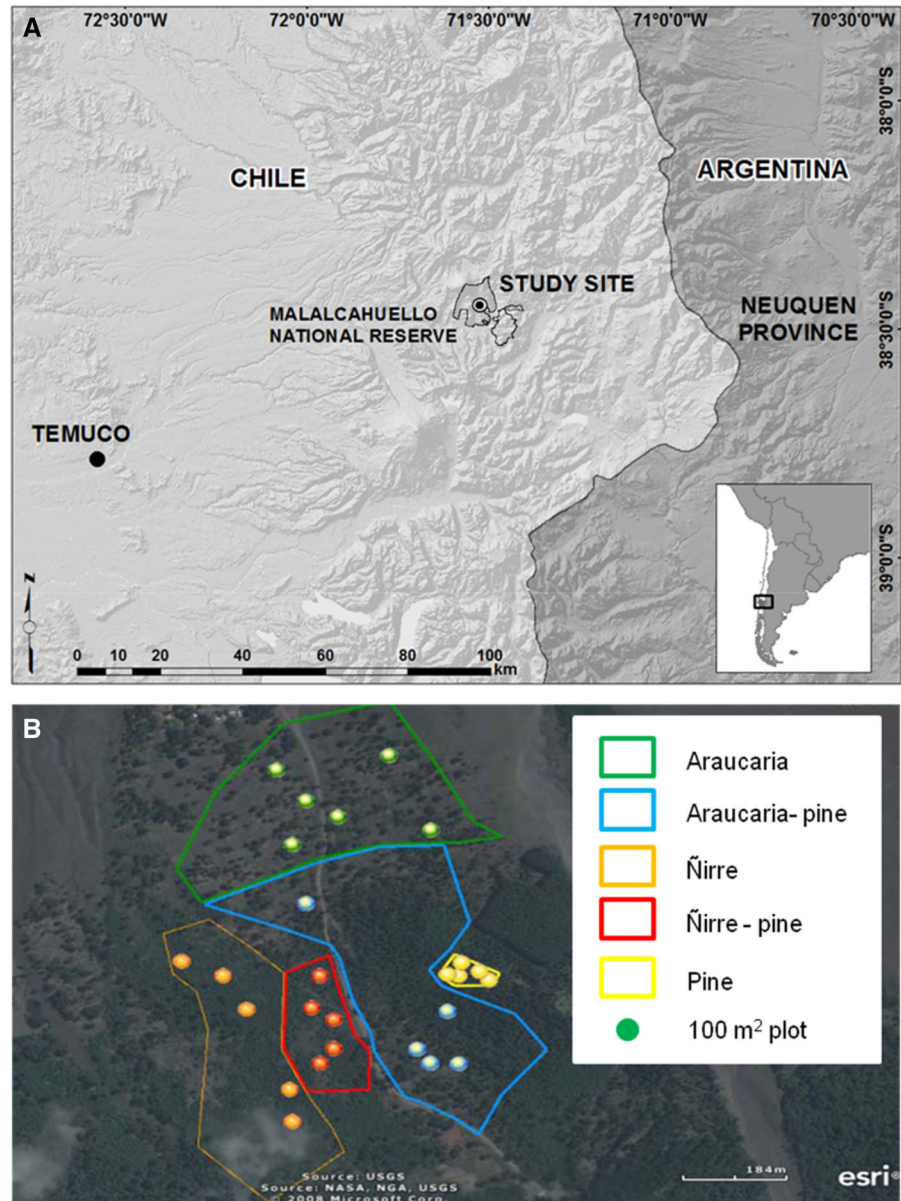 A
72°30'0"W
72°0'0"W
71°30'0"W
71°0'0"W
70°30'0"W
38°0'0"S
CHILE
ARGENTINA
STUDY SITE
MALALCAHUELLO
NATIONAL RESERVE
NEUQUEN
PROVINCE
38°30'0"S
TEMUCO
39°0'0"S
N
0 10 20 40 60 80 100
km
B
Araucaria
Araucaria- pine
Ñirre
Ñirre - pine
Pine
100 m² plot
184m
Source: USGS
Source: NASA, NGA, USGS
© 2008 Microsoft Corp.
esri